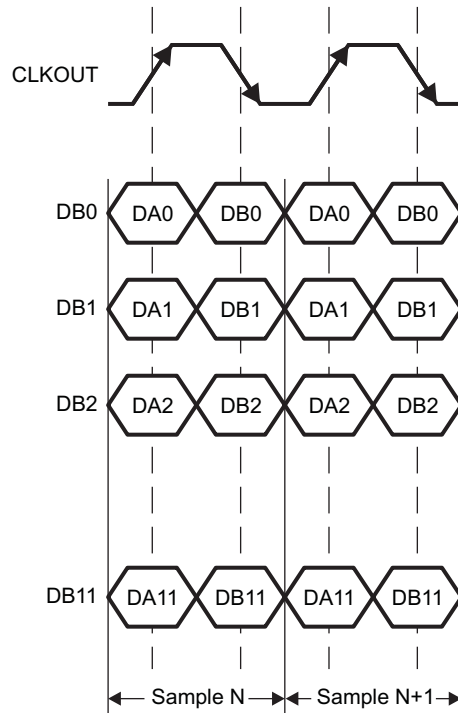 CLKOUT
DB0 DA0 DB0 DA0 DB0
DB1 DA1 DB1 DA1 DB1
DB2 DA2 DB2 DA2 DB2
DB11 DA11 DB11 DA11 DB11
Sample N Sample N+1